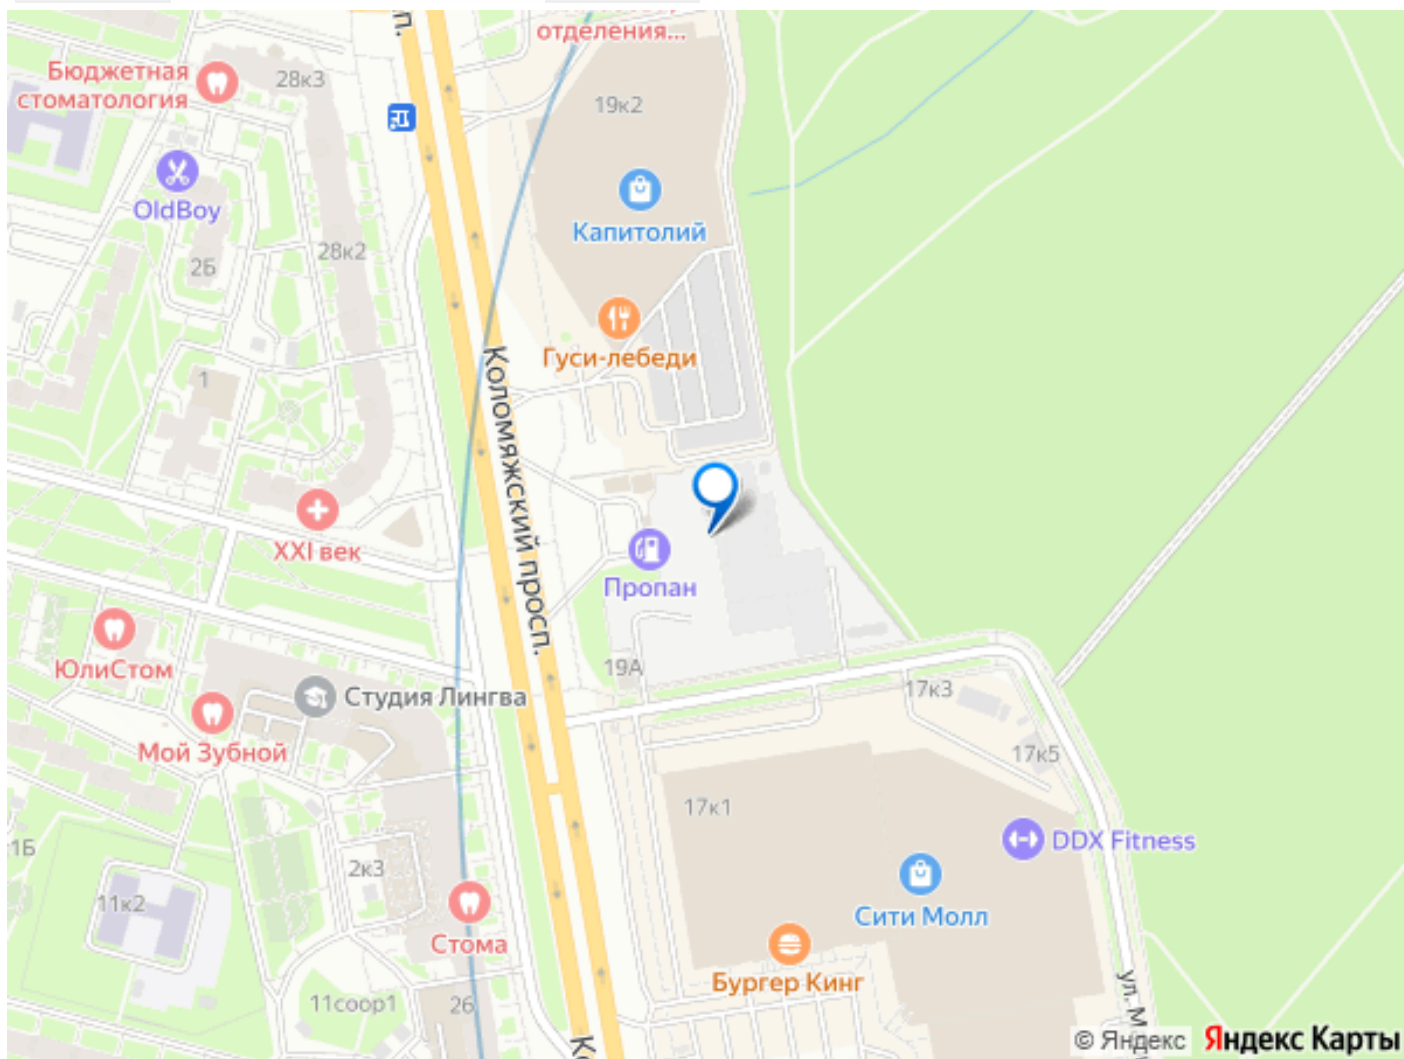 п.
отделения...
Бюджетная
стоматология
28к3
19к2
OldBoy
2Б
28к2
Капитолий
Гуси-лебеди
Коломяжский просп.
1
XXI век
Пропан
ЮлиСтом
19А
Студия Лингва
17к3
Мой Зубной
17к5
17к1
DDX Fitness
1Б
2к3
Сити Молл
11к2
Стома
Бургер Кинг
11соор1
26
ул. М
Ко
© Яндекс Яндекс Карты